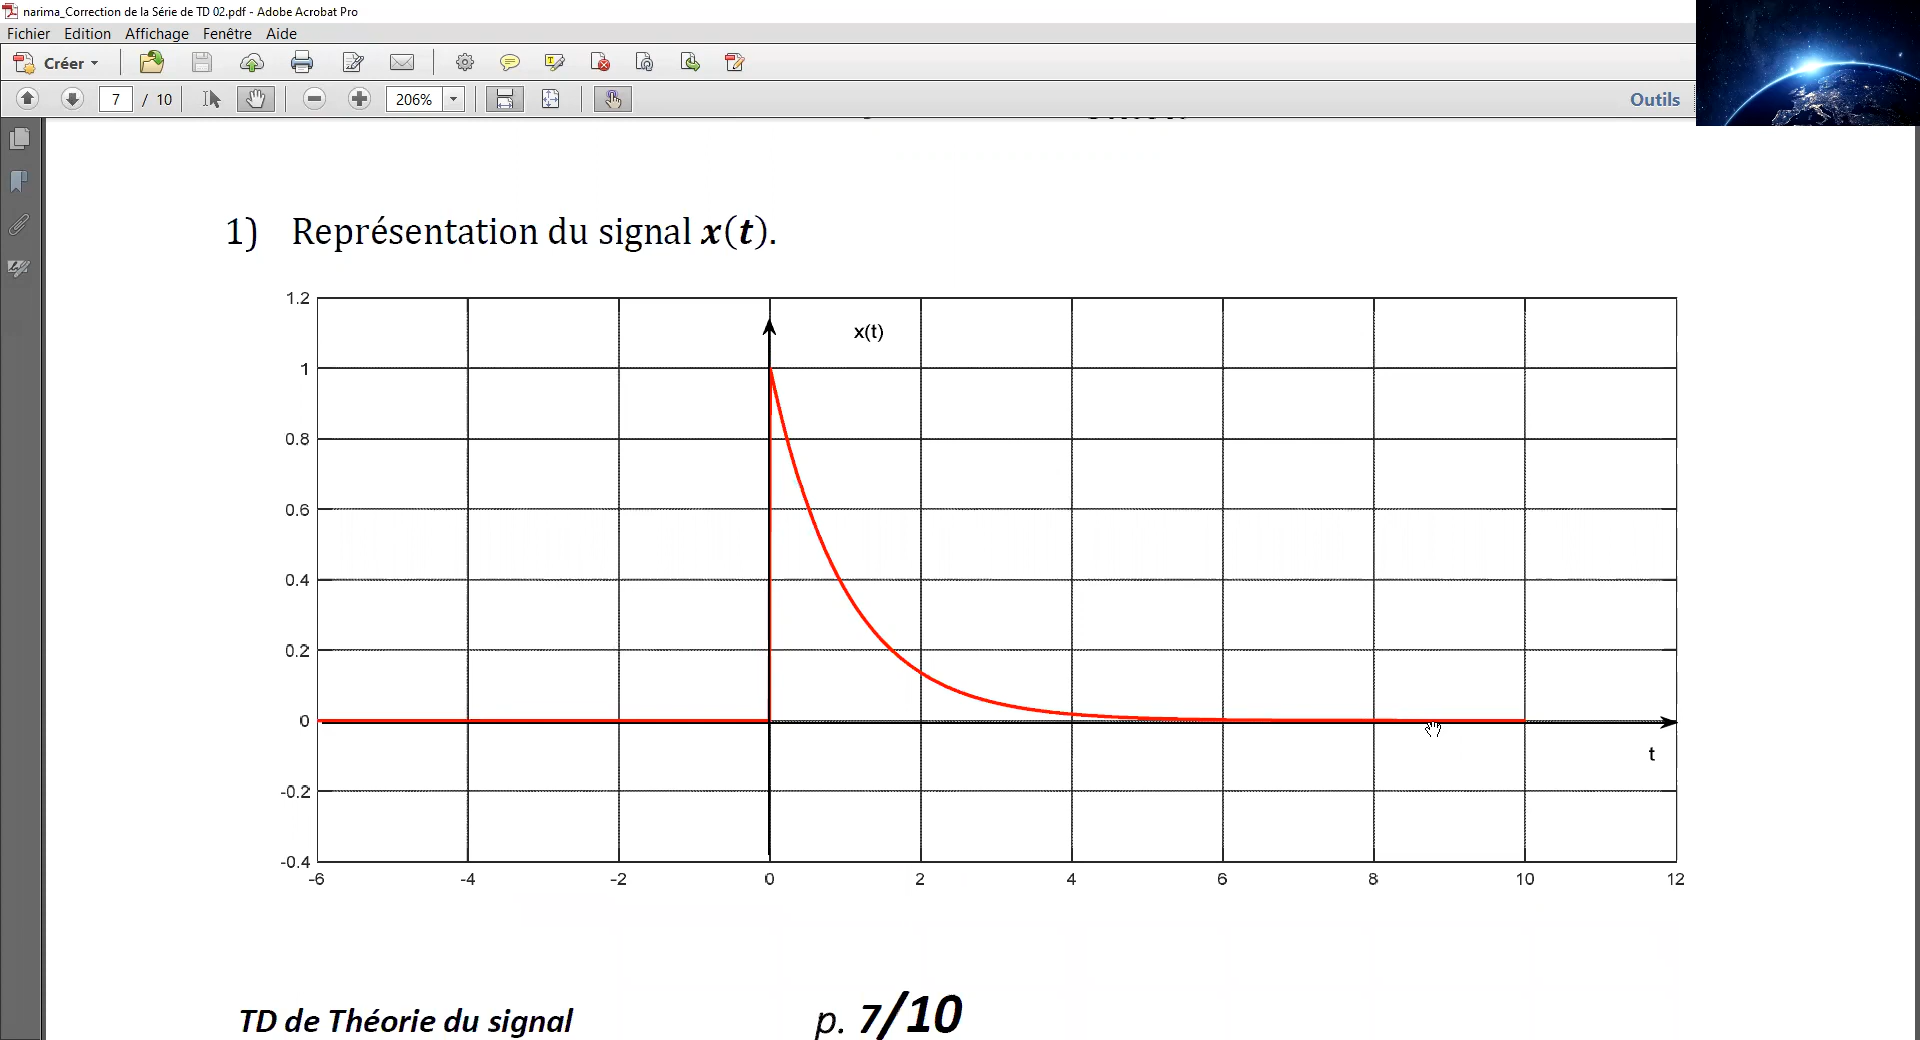 narima_Correction de la Série de TD 02.pdf - Adobe Acrobat Pro
Fichier Edition Affichage Fenêtre Aide
Créer
7 / 10 206% Outils
1) Représentation du signal x(t).
1.2
x(t)
1
0.8
0.6
0.4
0.2
0
t
-0.2
-0.4
-6 -4 -2 0 2 4 6 8 10 12
TD de Théorie du signal p. 7/10